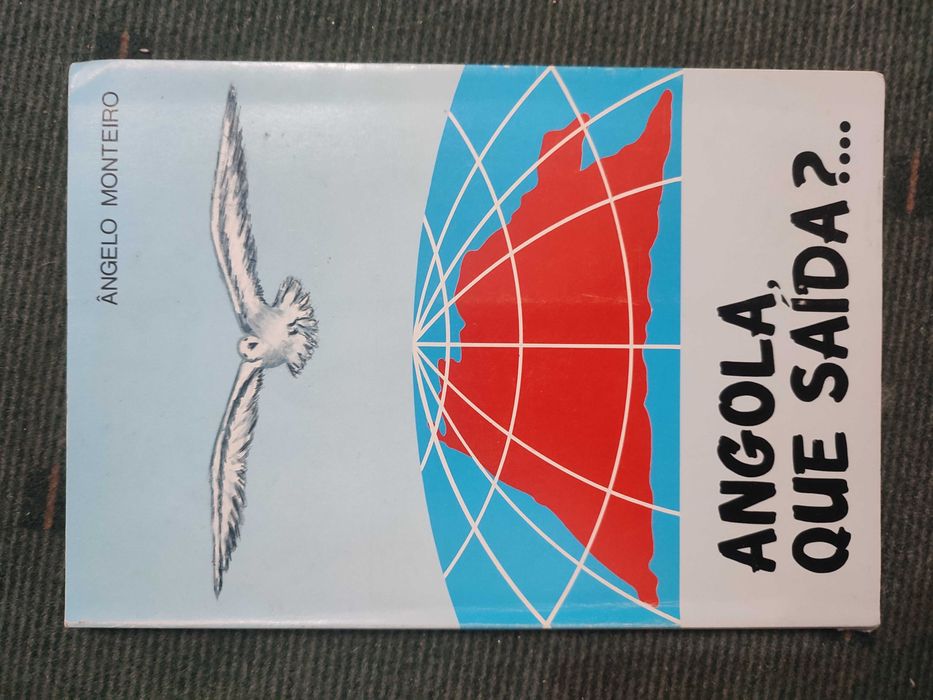 ÂNGELO MONTEIRO
ANGOLA,
QUE SAÍDA?...